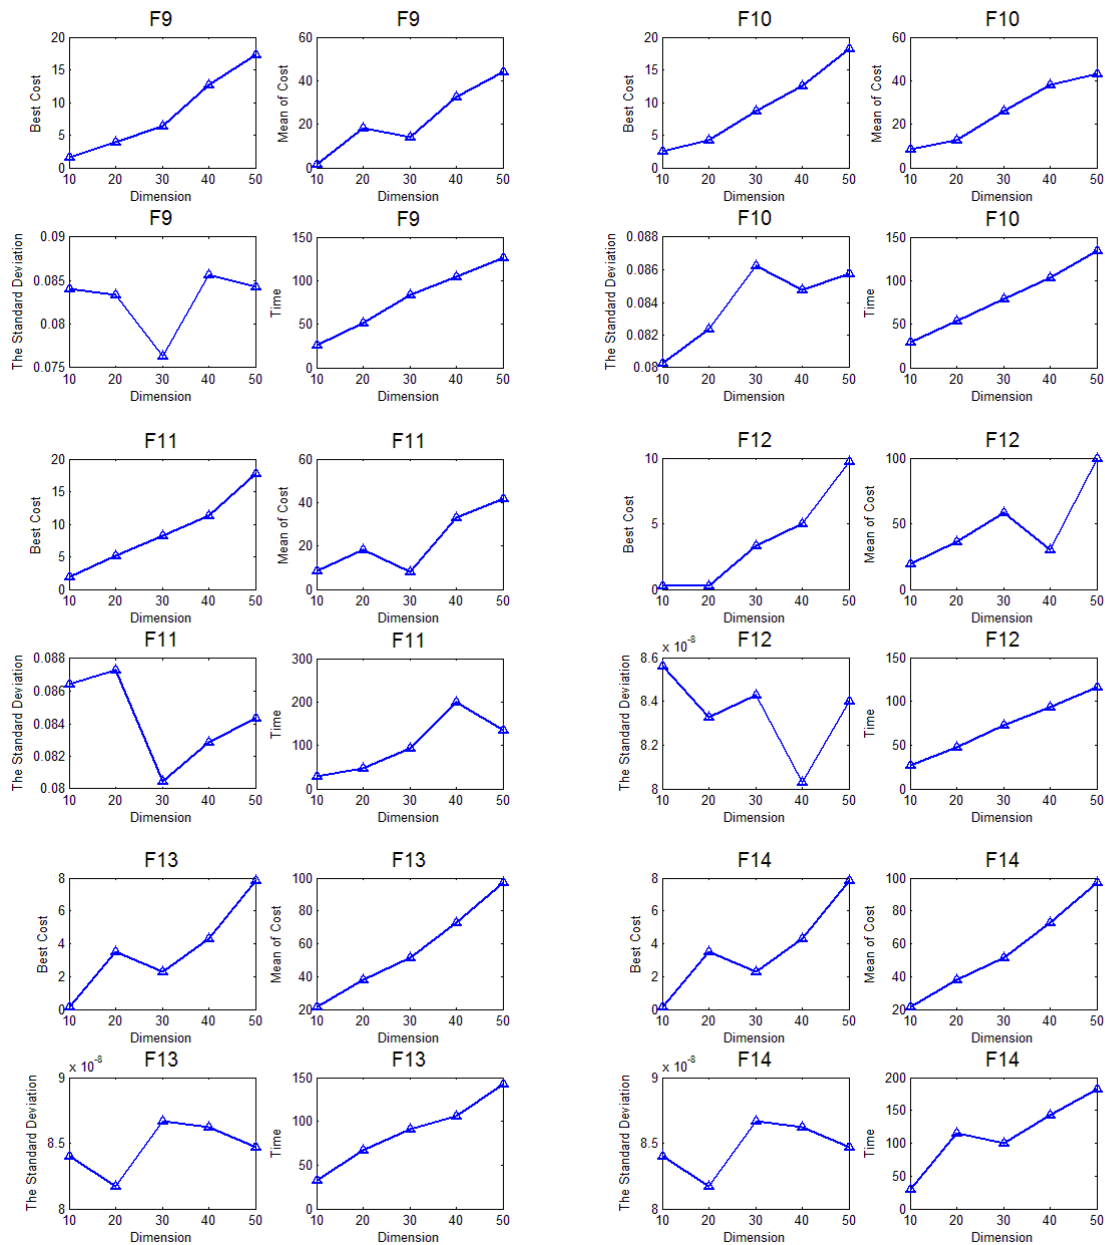 F9
20
15
10
5
0
Best Cost
10 20 30 40 50
Dimension
F9
60
40
20
0
Mean of Cost
10 20 30 40 50
Dimension
F10
20
15
10
5
0
Best Cost
10 20 30 40 50
Dimension
F10
60
40
20
0
Mean of Cost
10 20 30 40 50
Dimension
F9
0.09
0.085
0.08
0.075
The Standard Deviation
10 20 30 40 50
Dimension
F9
150
100
50
0
Time
10 20 30 40 50
Dimension
F10
0.088
0.086
0.084
0.082
0.08
The Standard Deviation
10 20 30 40 50
Dimension
F10
150
100
50
0
Time
10 20 30 40 50
Dimension
F11
20
15
10
5
0
Best Cost
10 20 30 40 50
Dimension
F11
60
40
20
0
Mean of Cost
10 20 30 40 50
Dimension
F12
10
5
0
Best Cost
10 20 30 40 50
Dimension
F12
100
50
0
Mean of Cost
10 20 30 40 50
Dimension
F11
0.088
0.086
0.084
0.082
0.08
The Standard Deviation
10 20 30 40 50
Dimension
F11
300
200
100
0
Time
10 20 30 40 50
Dimension
x 10⁻⁸ F12
8.6
8.4
8.2
8
The Standard Deviation
10 20 30 40 50
Dimension
F12
150
100
50
0
Time
10 20 30 40 50
Dimension
F13
8
6
4
2
0
Best Cost
10 20 30 40 50
Dimension
F13
100
80
60
40
20
Mean of Cost
10 20 30 40 50
Dimension
F14
8
6
4
2
0
Best Cost
10 20 30 40 50
Dimension
F14
100
80
60
40
20
Mean of Cost
10 20 30 40 50
Dimension
x 10⁻⁸ F13
9
8.5
8
The Standard Deviation
10 20 30 40 50
Dimension
F13
150
100
50
0
Time
10 20 30 40 50
Dimension
x 10⁻⁸ F14
9
8.5
8
The Standard Deviation
10 20 30 40 50
Dimension
F14
200
150
100
50
0
Time
10 20 30 40 50
Dimension